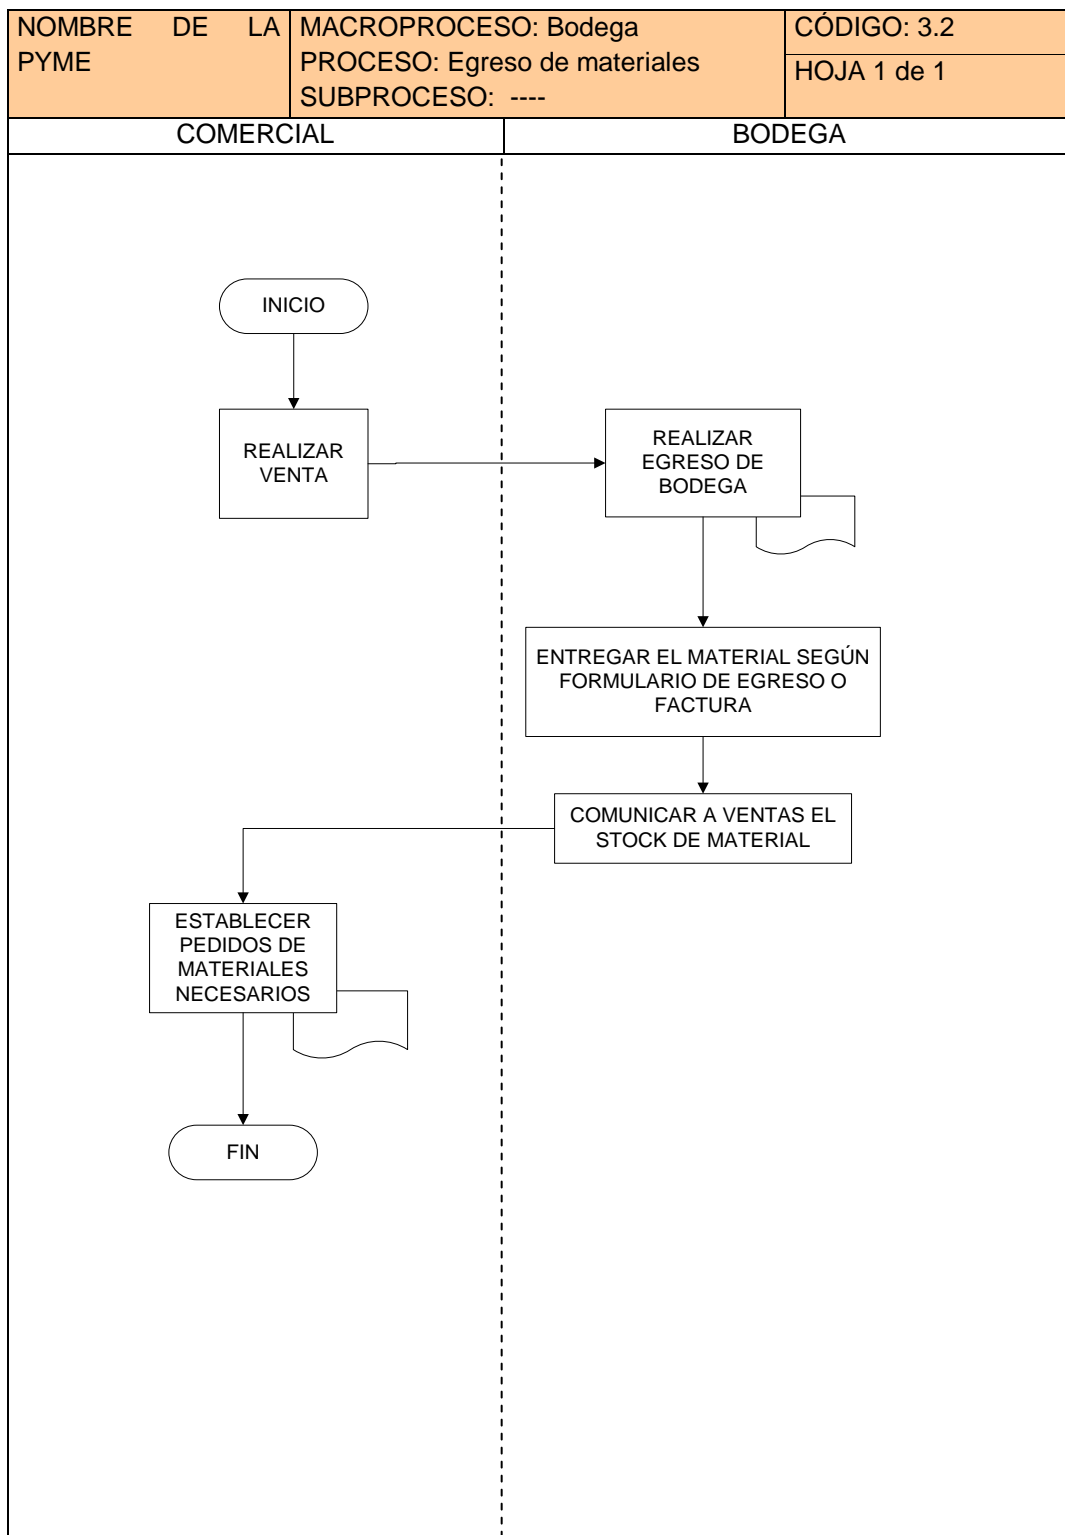 NOMBRE DE LA
PYME
MACROPROCESO: Bodega
PROCESO: Egreso de materiales
SUBPROCESO: ----
CÓDIGO: 3.2
HOJA 1 de 1
COMERCIAL
BODEGA
INICIO
REALIZAR
VENTA
REALIZAR
EGRESO DE
BODEGA
ENTREGAR EL MATERIAL SEGÚN
FORMULARIO DE EGRESO O
FACTURA
COMUNICAR A VENTAS EL
STOCK DE MATERIAL
ESTABLECER
PEDIDOS DE
MATERIALES
NECESARIOS
FIN